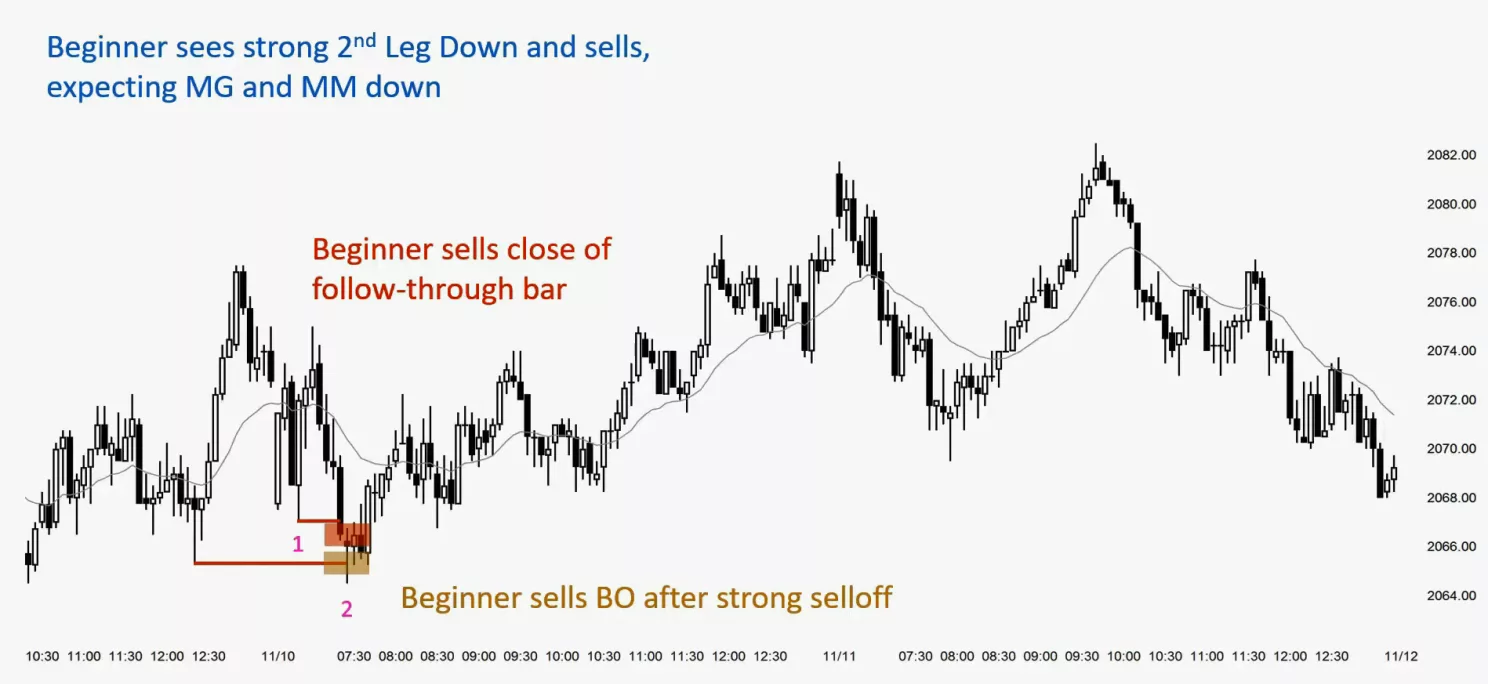 Beginner sees strong 2nd Leg Down and sells,
expecting MG and MM down
Beginner sells close of
follow-through bar
1
2
Beginner sells BO after strong selloff
2082.00
2080.00
2078.00
2076.00
2074.00
2072.00
2070.00
2068.00
2066.00
2064.00
10:30 11:00 11:30 12:00 12:30 11/10 07:30 08:00 08:30 09:00 09:30 10:00 10:30 11:00 11:30 12:00 12:30 11/11 07:30 08:00 08:30 09:00 09:30 10:00 10:30 11:00 11:30 12:00 12:30 11/12